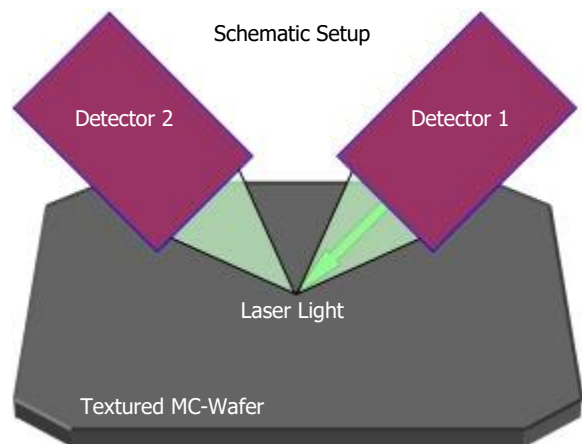 Schematic Setup
Detector 2
Detector 1
Laser Light
Textured MC-Wafer